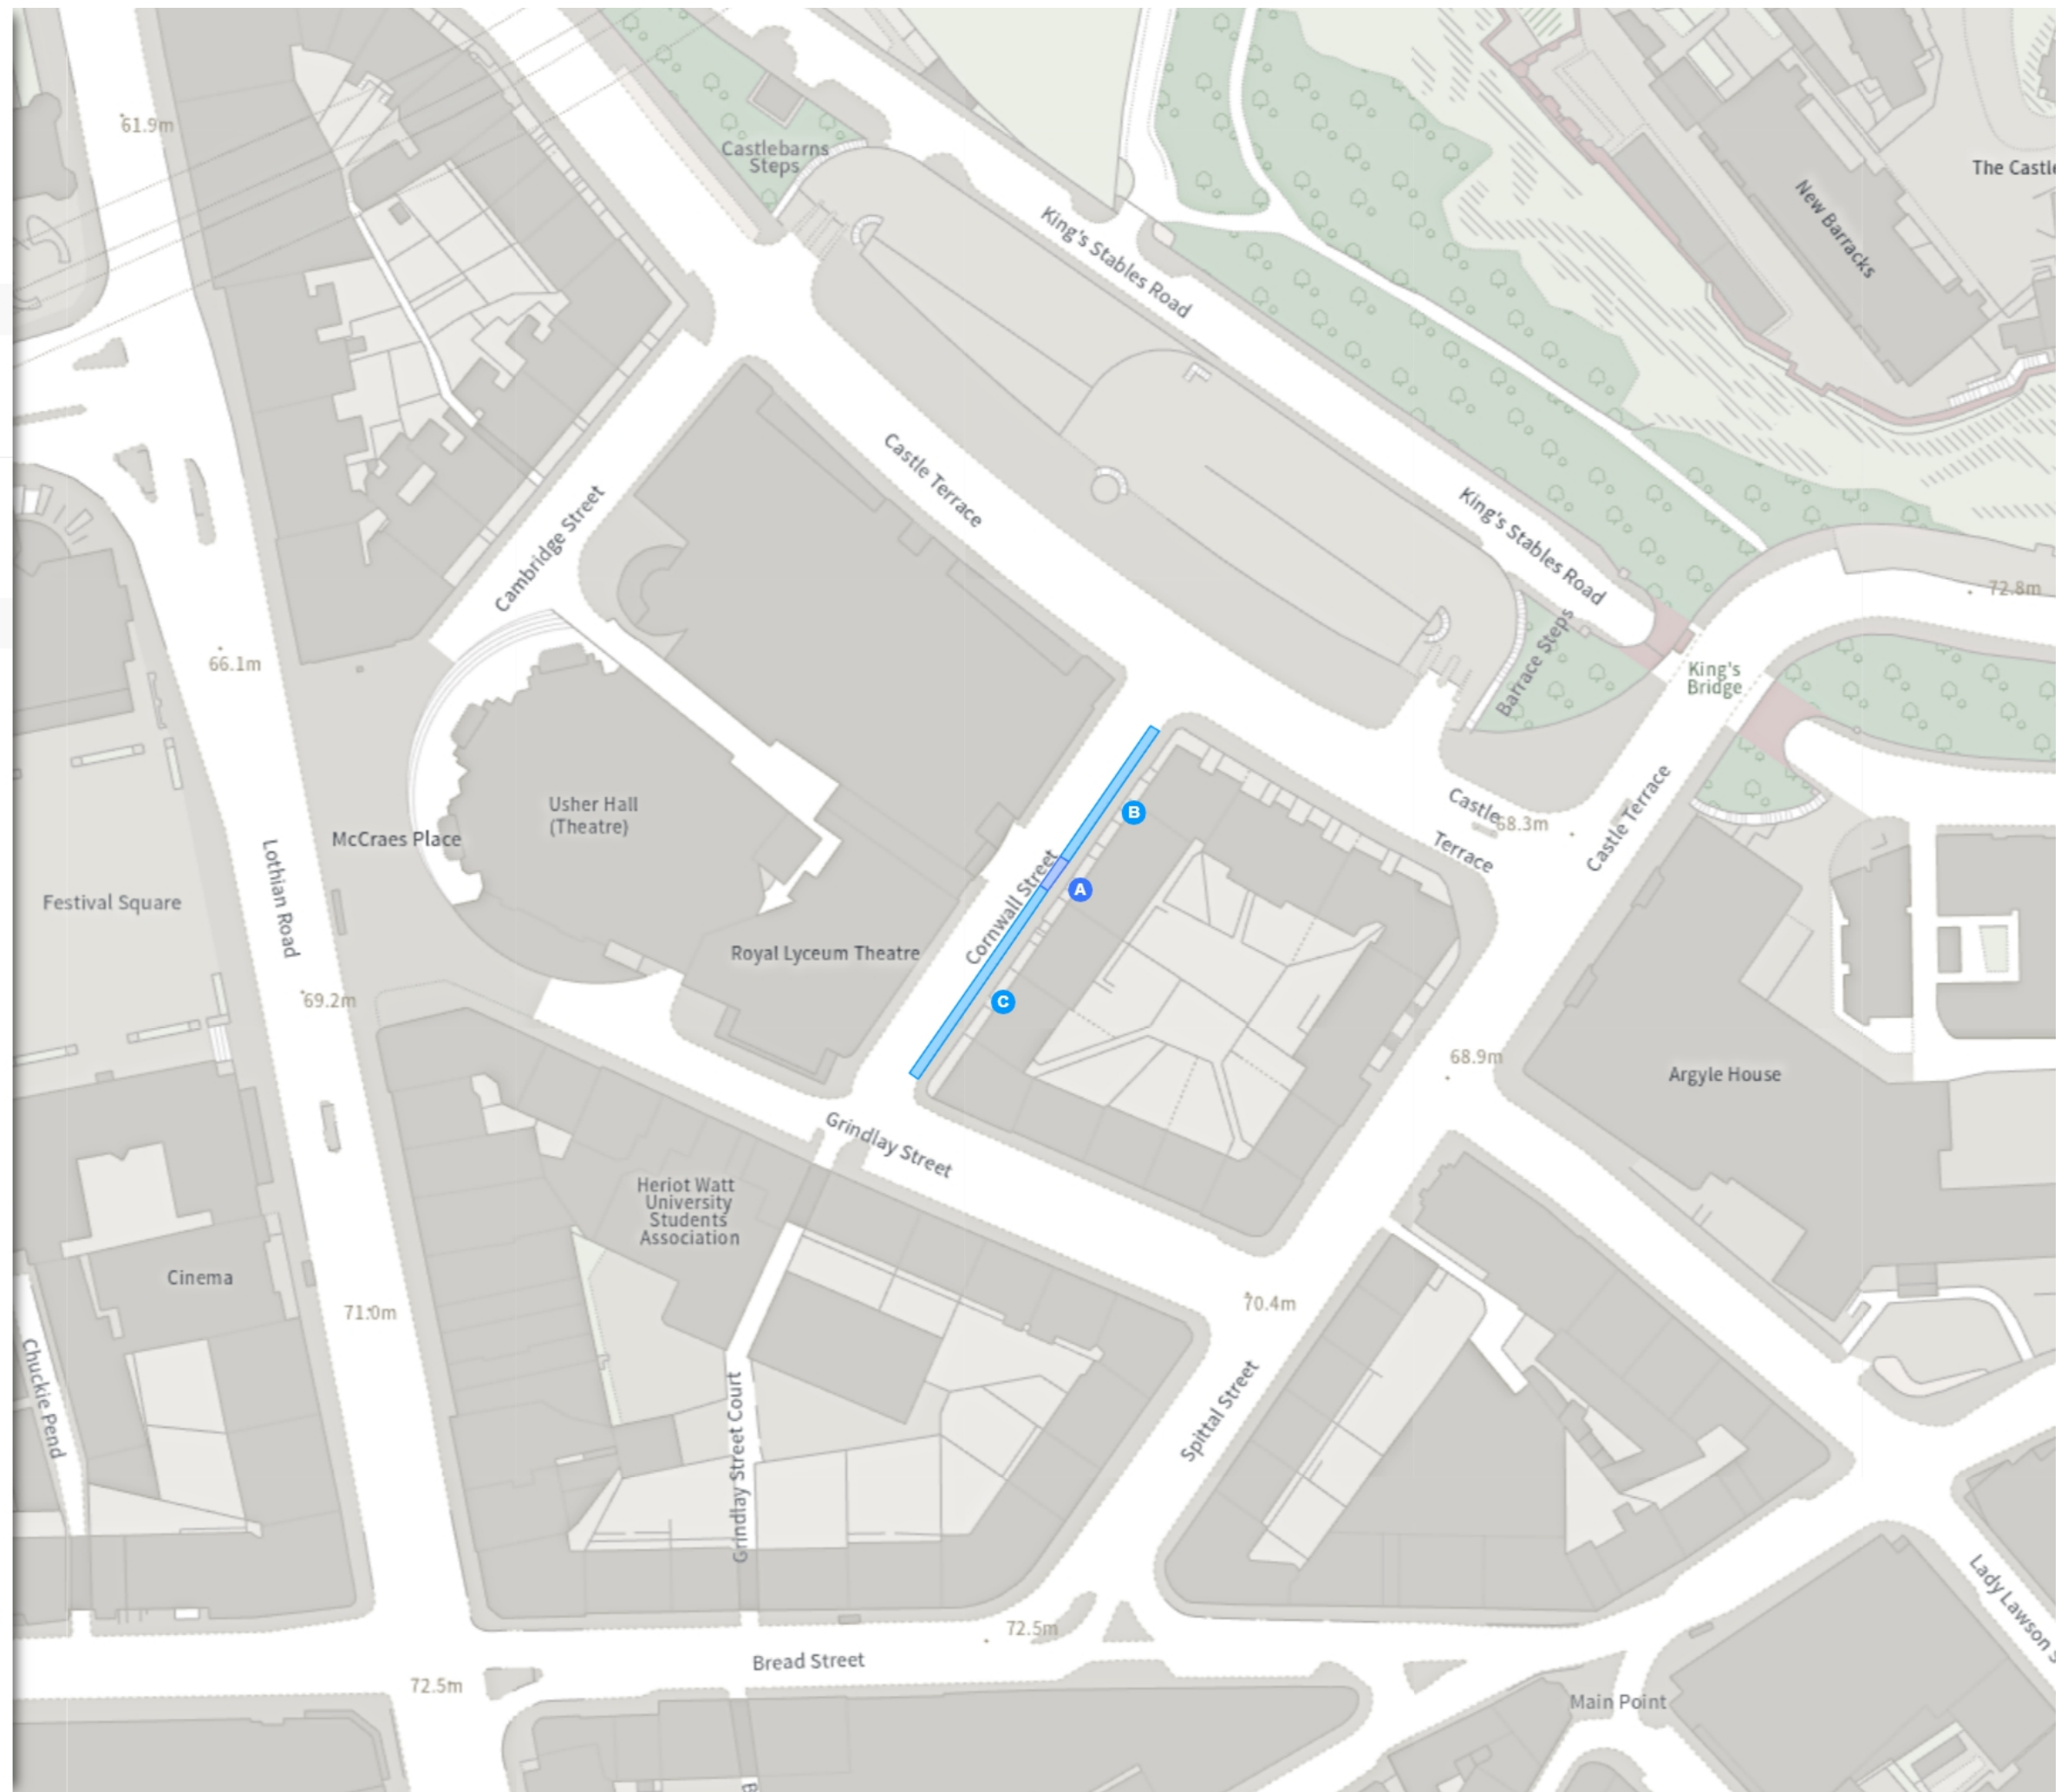 61.9m
Castlebarns
Steps
The Castle
New Barracks
King's Stables Road
Castle Terrace
King's Stables Road
Cambridge Street
Barrace Steps
72.8m
66.1m
King's
Bridge
Usher Hall
(Theatre)
McCraes Place
B
Castle
Terrace
68.3m
Castle Terrace
Lothian Road
Cornwall Street
A
Festival Square
Royal Lyceum Theatre
69.2m
C
68.9m
Argyle House
Grindlay Street
Heriot Watt
University
Students
Association
Cinema
71.0m
70.4m
Chuckie Pend
Grindlay Street Court
Spittal Street
72.5m
Bread Street
72.5m
Lady Lawson S
Main Point